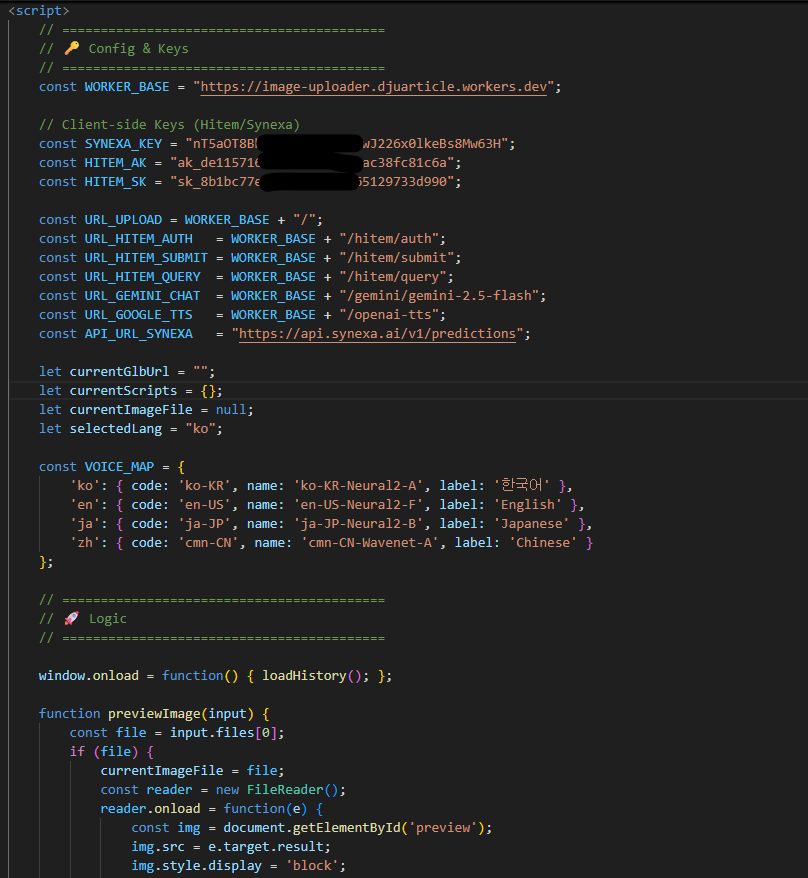 <script>
// ==========================================
// 🔑 Config & Keys
// ==========================================
const WORKER_BASE = "https://image-uploader.djuarticle.workers.dev";

// Client-side Keys (Hitem/Synexa)
const SYNEXA_KEY = "nT5aOT8B wJ226x0lkeBs8Mw63H";
const HITEM_AK = "ak_de115716 ac38fc81c6a";
const HITEM_SK = "sk_8b1bc77e 65129733d990";

const URL_UPLOAD = WORKER_BASE + "/";
const URL_HITEM_AUTH   = WORKER_BASE + "/hitem/auth";
const URL_HITEM_SUBMIT = WORKER_BASE + "/hitem/submit";
const URL_HITEM_QUERY  = WORKER_BASE + "/hitem/query";
const URL_GEMINI_CHAT  = WORKER_BASE + "/gemini/gemini-2.5-flash";
const URL_GOOGLE_TTS   = WORKER_BASE + "/openai-tts";
const API_URL_SYNEXA   = "https://api.synexa.ai/v1/predictions";

let currentGlbUrl = "";
let currentScripts = {};
let currentImageFile = null;
let selectedLang = "ko";

const VOICE_MAP = {
    'ko': { code: 'ko-KR', name: 'ko-KR-Neural2-A', label: '한국어' },
    'en': { code: 'en-US', name: 'en-US-Neural2-F', label: 'English' },
    'ja': { code: 'ja-JP', name: 'ja-JP-Neural2-B', label: 'Japanese' },
    'zh': { code: 'cmn-CN', name: 'cmn-CN-Wavenet-A', label: 'Chinese' }
};

// ==========================================
// 🚀 Logic
// ==========================================

window.onload = function() { loadHistory(); };

function previewImage(input) {
    const file = input.files[0];
    if (file) {
        currentImageFile = file;
        const reader = new FileReader();
        reader.onload = function(e) {
            const img = document.getElementById('preview');
            img.src = e.target.result;
            img.style.display = 'block';